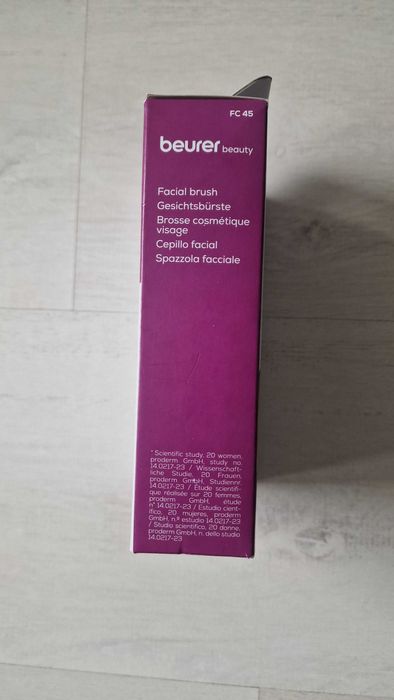 FC 45
beurer beauty
Facial brush
Gesichtsbürste
Brosse cosmétique
visage
Cepillo facial
Spazzola facciale
* Scientific study, 20 women,
proderm GmbH, study no.
14.0217-23 / Wissenschaft-
liche Studie, 20 Frauen,
proderm GmbH, Studiennr.
14.0217-23 / Étude scientifi-
que réalisée sur 20 femmes,
proderm GmbH, étude
n° 14.0217-23 / Estudio cient-
ífico, 20 mujeres, proderm
GmbH, n.º estudio 14.0217-23
/ Studio scientifico, 20 donne,
proderm GmbH, n. dello studio
14.0217-23